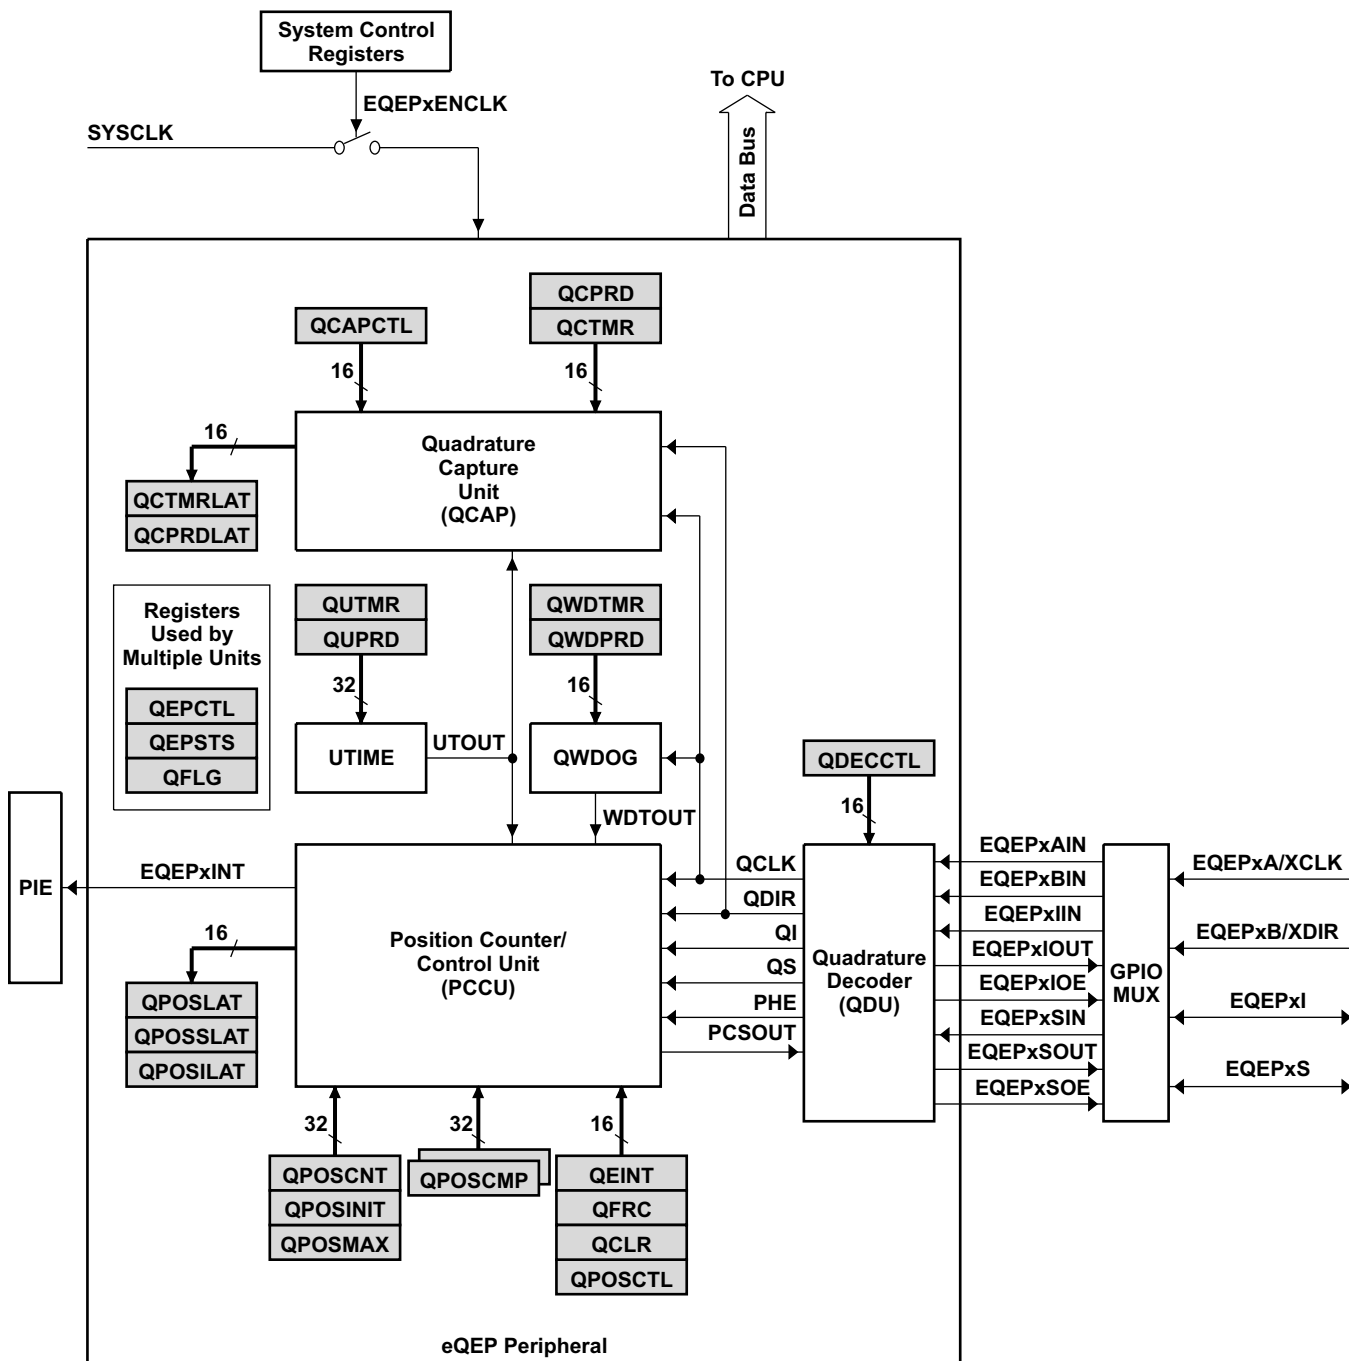 System Control
Registers
To CPU
EQEPxENCLK
SYSCLK
Data Bus
QCPRD
QCAPCTL
QCTMR
16
16
16
Quadrature
Capture
Unit
(QCAP)
QCTMRLAT
QCPRDLAT
Registers
Used by
Multiple Units
QEPCTL
QEPSTS
QFLG
QUTMR
QUPRD
QWDTMR
QWDPRD
32
16
UTIME
UTOUT
QWDOG
QDECCTL
WDTOUT
16
PIE
EQEPxINT
16
Position Counter/
Control Unit
(PCCU)
QCLK
QDIR
QI
QS
PHE
PCSOUT
Quadrature
Decoder
(QDU)
EQEPxAIN
EQEPxBIN
EQEPxIIN
EQEPxIOUT
EQEPxIOE
EQEPxSIN
EQEPxSOUT
EQEPxSOE
GPIO
MUX
EQEPxA/XCLK
EQEPxB/XDIR
EQEPxI
EQEPxS
QPOSLAT
QPOSSLAT
QPOSILAT
32
32
16
QPOSCNT
QPOSINIT
QPOSMAX
QPOSCMP
QEINT
QFRC
QCLR
QPOSCTL
eQEP Peripheral